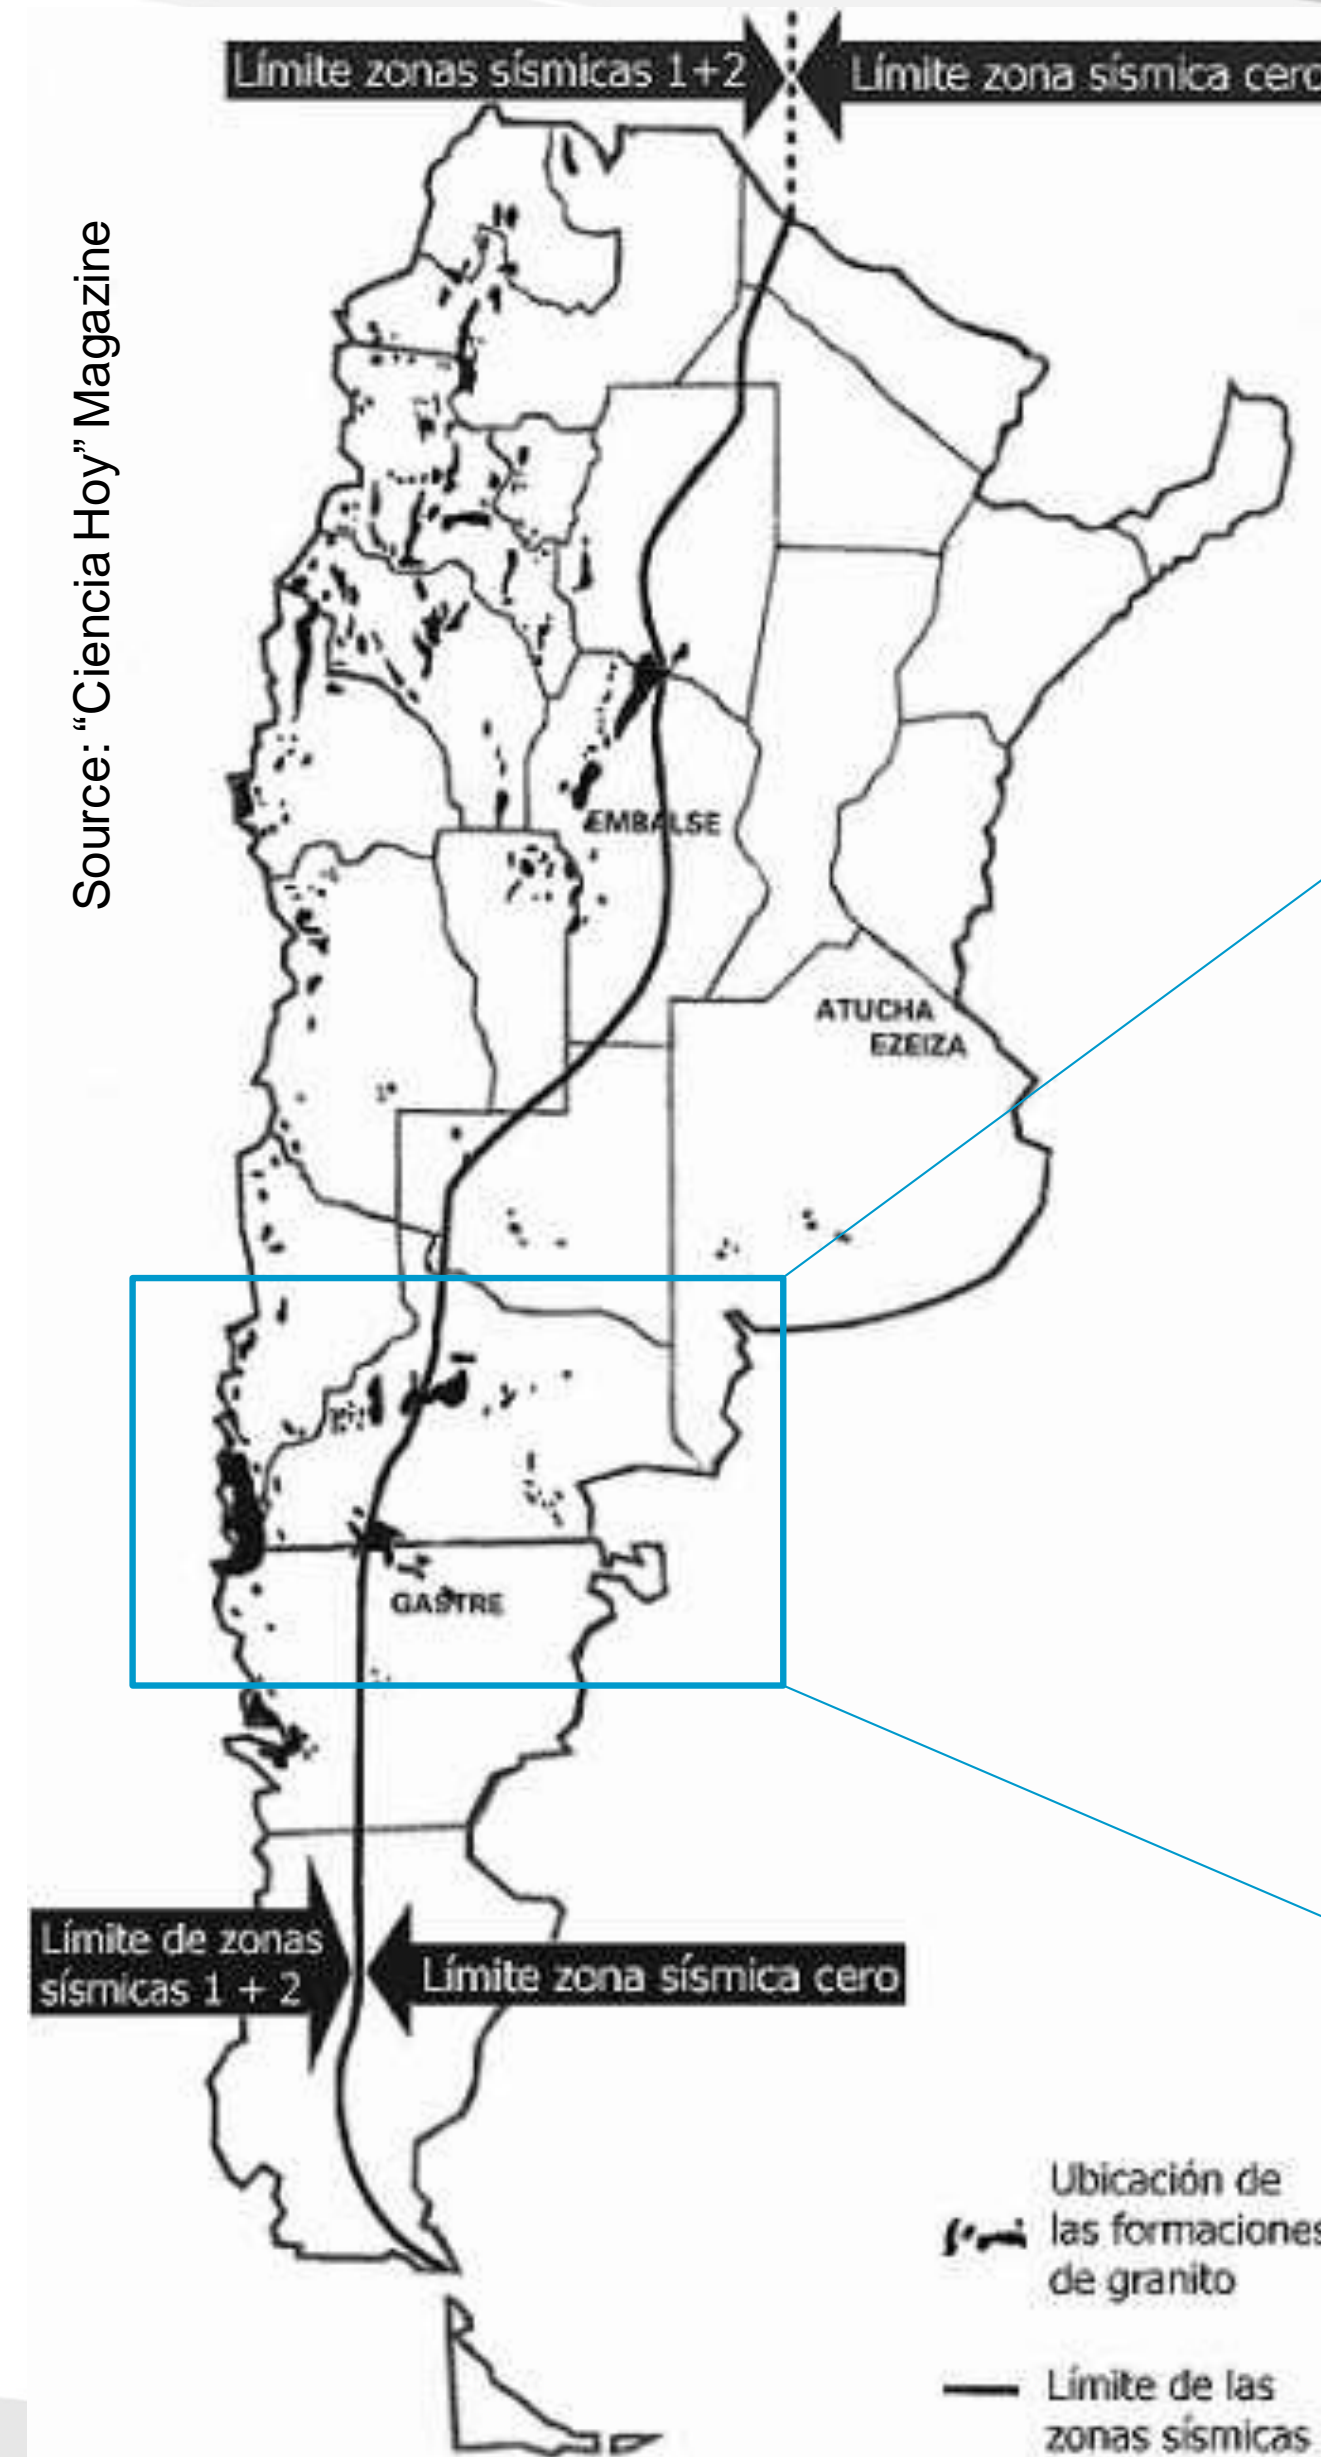 Límite zonas sísmicas 1+2
Límite zona sísmica cero
Source: “Ciencia Hoy” Magazine
EMBALSE
ATUCHA
EZEIZA
GASTRE
Límite de zonas
sísmicas 1 + 2
Límite zona sísmica cero
Ubicación de
las formaciones
de granito
Límite de las
zonas sísmicas